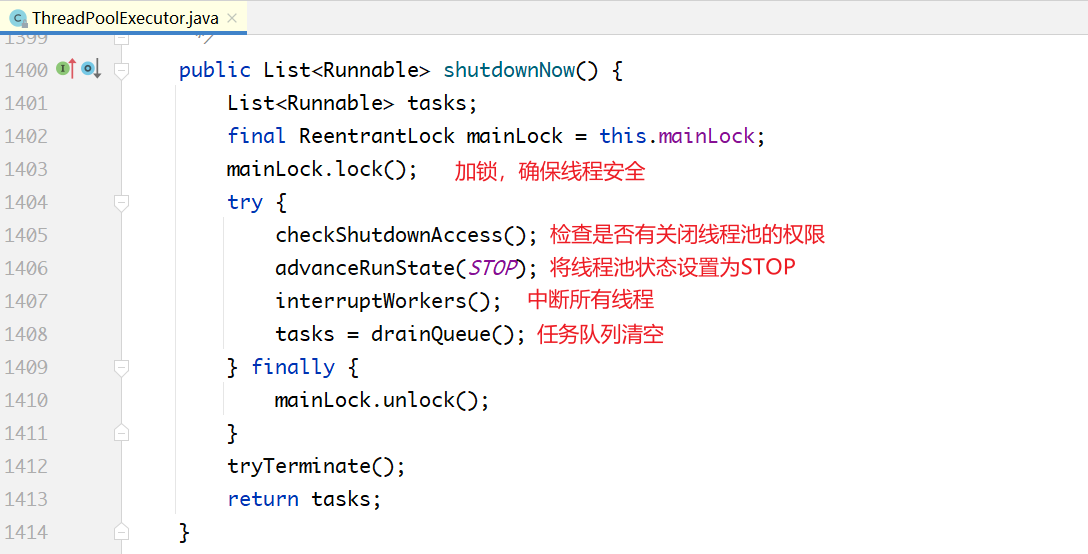 ThreadPoolExecutor.java
1399 */
1400 public List<Runnable> shutdownNow() {
1401 List<Runnable> tasks;
1402 final ReentrantLock mainLock = this.mainLock;
1403 mainLock.lock(); 加锁，确保线程安全
1404 try {
1405 checkShutdownAccess(); 检查是否有关闭线程池的权限
1406 advanceRunState(STOP); 将线程池状态设置为STOP
1407 interruptWorkers(); 中断所有线程
1408 tasks = drainQueue(); 任务队列清空
1409 } finally {
1410 mainLock.unlock();
1411 }
1412 tryTerminate();
1413 return tasks;
1414 }